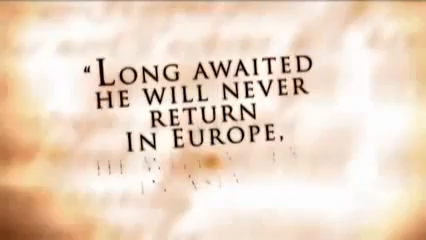 “Long awaited
he will never
return
in Europe,